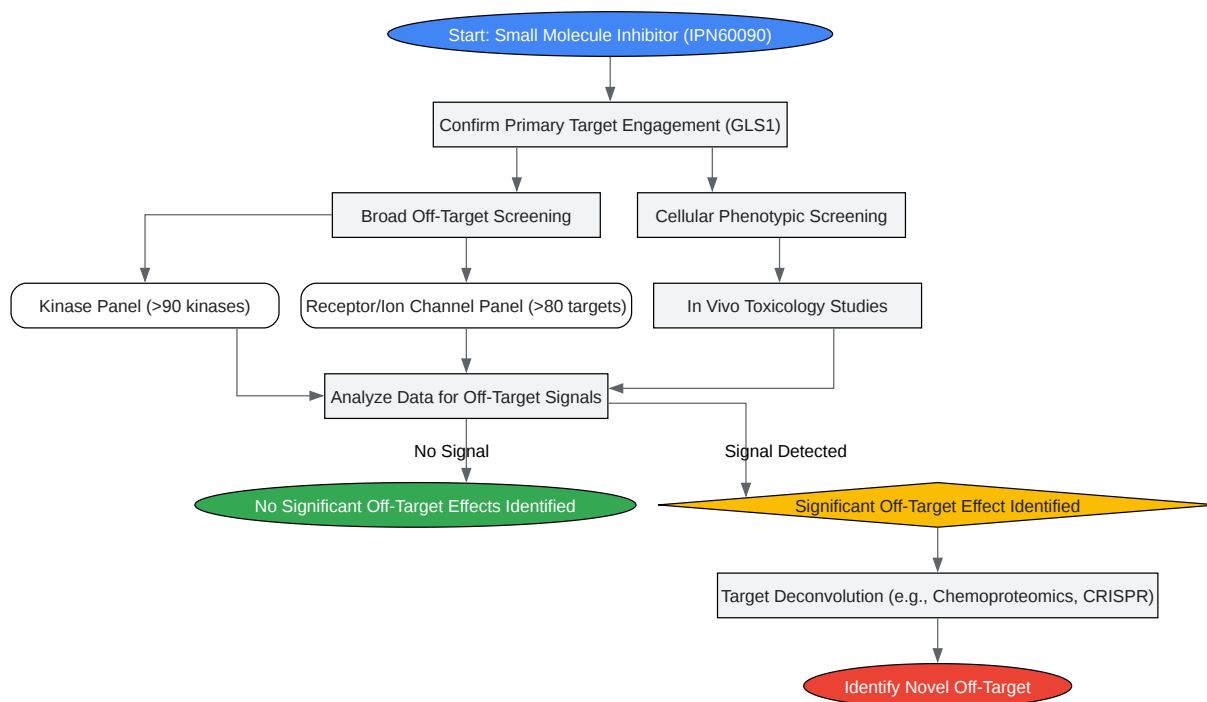 Start: Small Molecule Inhibitor (IPN60090)
Confirm Primary Target Engagement (GLS1)
Broad Off-Target Screening
Cellular Phenotypic Screening
Kinase Panel (>90 kinases)
Receptor/Ion Channel Panel (>80 targets)
In Vivo Toxicology Studies
Analyze Data for Off-Target Signals
No Signal
Signal Detected
No Significant Off-Target Effects Identified
Significant Off-Target Effect Identified
Target Deconvolution (e.g., Chemoproteomics, CRISPR)
Identify Novel Off-Target